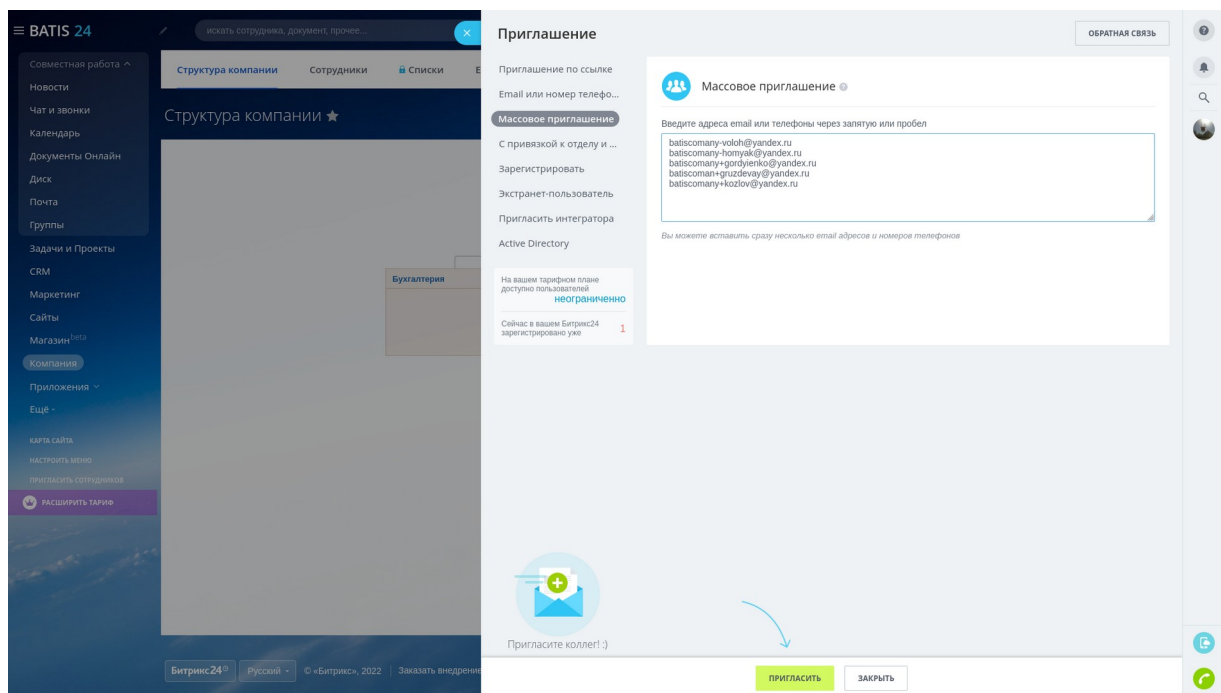 BATIS 24
искать сотрудника, документ, прочее...
Совместная работа
Новости
Чат и звонки
Календарь
Документы Онлайн
Диск
Почта
Группы
Задачи и Проекты
CRM
Маркетинг
Сайты
Магазин beta
Компания
Приложения
Ещё -
КАРТА САЙТА
НАСТРОИТЬ МЕНЮ
ПРИГЛАСИТЬ СОТРУДНИКОВ
РАСШИРИТЬ ТАРИФ
Структура компании Сотрудники Списки
Структура компании
Бухгалтерия
Битрикс24 Русский © «Битрикс», 2022 Заказать внедрение
Приглашение
ОБРАТНАЯ СВЯЗЬ
Приглашение по ссылке
Email или номер телефо...
Массовое приглашение
С привязкой к отделу и ...
Зарегистрировать
Экстранет-пользователь
Пригласить интегратора
Active Directory
На вашем тарифном плане
доступно пользователей
неограниченно
Сейчас в вашем Битрикс24
зарегистрировано уже
1
Массовое приглашение
Введите адреса email или телефоны через запятую или пробел
batiscomany-voloh@yandex.ru
batiscomany-homyak@yandex.ru
batiscomany+gordyienko@yandex.ru
batiscoman+gruzdevay@yandex.ru
batiscomany+kozlov@yandex.ru
Вы можете вставить сразу несколько email адресов и номеров телефонов
Пригласите коллег! :)
ПРИГЛАСИТЬ
ЗАКРЫТЬ